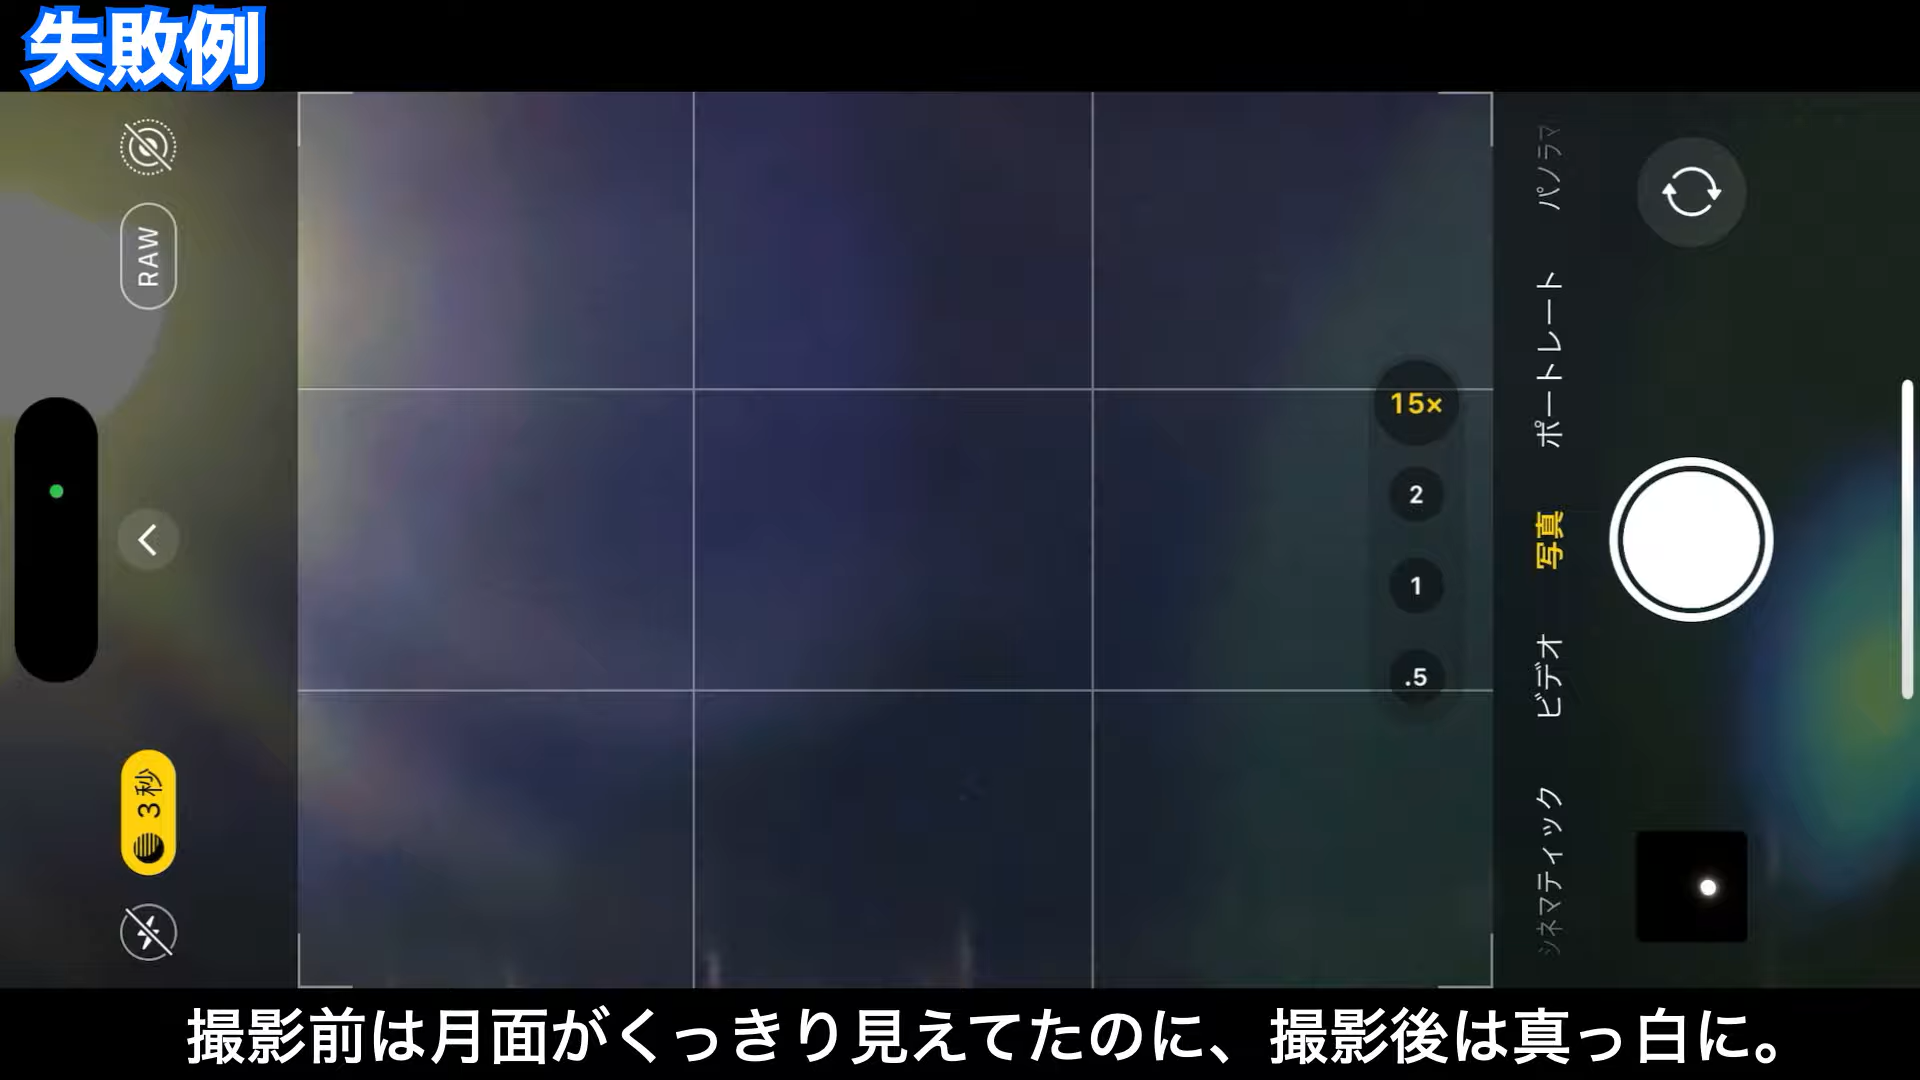 失敗例
RAW
3秒
15×
2
1
.5
パノラマ
ポートレート
写真
ビデオ
シネマティック
撮影前は月面がくっきり見えてたのに、撮影後は真っ白に。